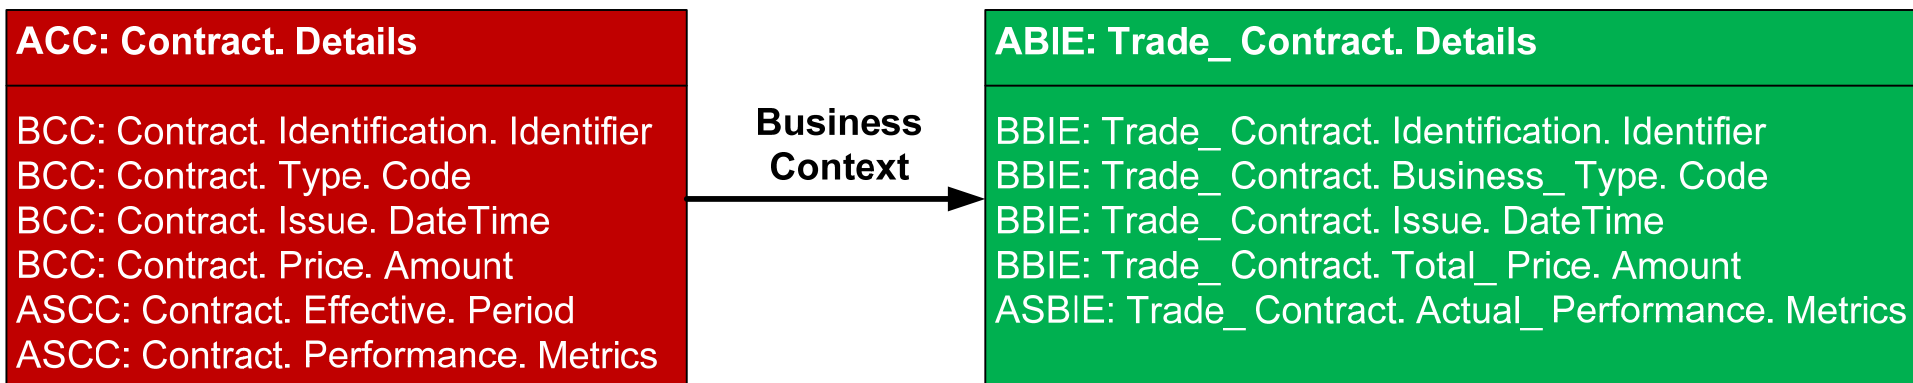 ACC: Contract. Details
BCC: Contract. Identification. Identifier
BCC: Contract. Type. Code
BCC: Contract. Issue. DateTime
BCC: Contract. Price. Amount
ASCC: Contract. Effective. Period
ASCC: Contract. Performance. Metrics
Business
Context
ABIE: Trade_ Contract. Details
BBIE: Trade_ Contract. Identification. Identifier
BBIE: Trade_ Contract. Business_ Type. Code
BBIE: Trade_ Contract. Issue. DateTime
BBIE: Trade_ Contract. Total_ Price. Amount
ASBIE: Trade_ Contract. Actual_ Performance. Metrics